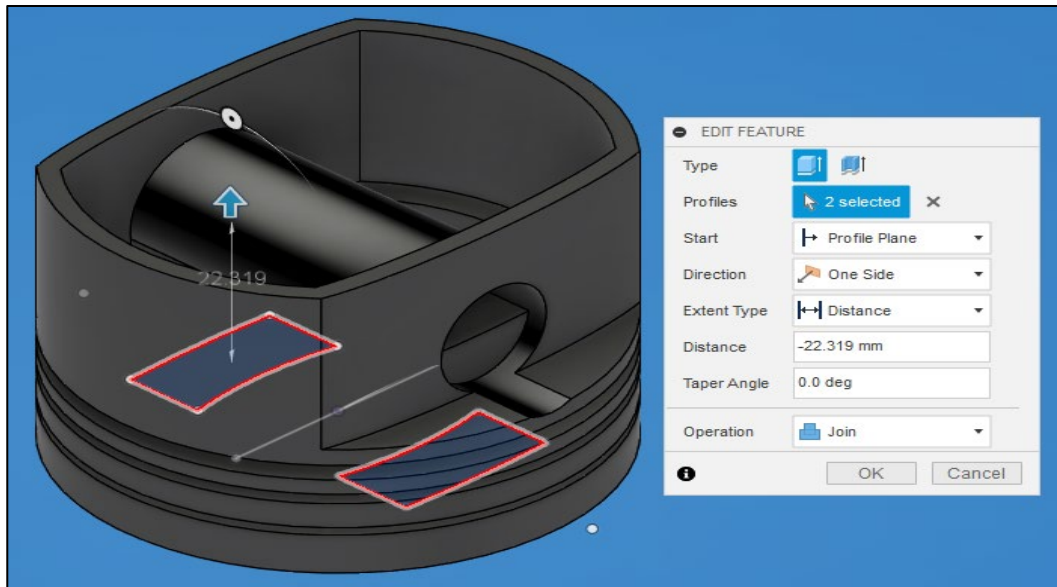 EDIT FEATURE
Type
Profiles 2 selected
Start Profile Plane
Direction One Side
Extent Type Distance
Distance -22.319 mm
Taper Angle 0.0 deg
Operation Join
OK Cancel
22.319